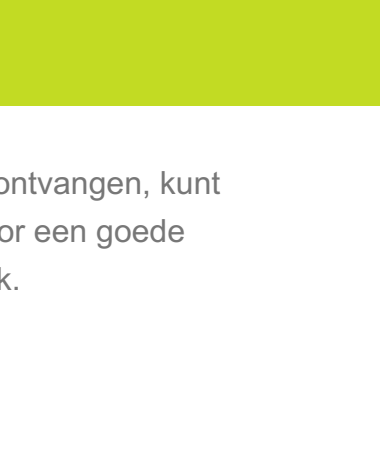 ontvangen, kunt
or een goede
k.